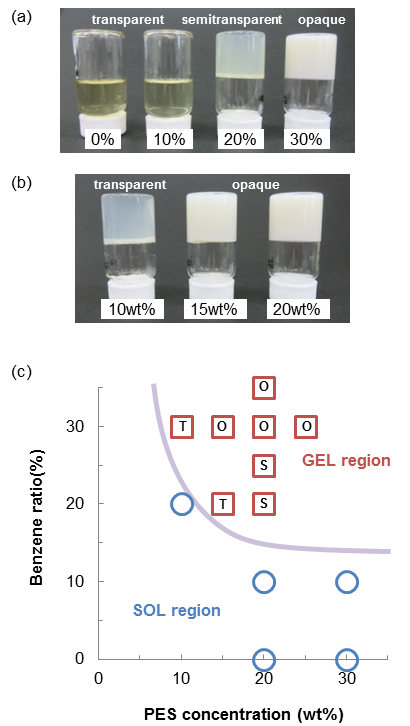 (a)
transparent semitransparent opaque
0% 10% 20% 30%
(b)
transparent opaque
10wt% 15wt% 20wt%
(c)
O
30 T O O O
S GEL region
20 T S
Benzene ratio(%)
10
SOL region
0
0 10 20 30
PES concentration (wt%)